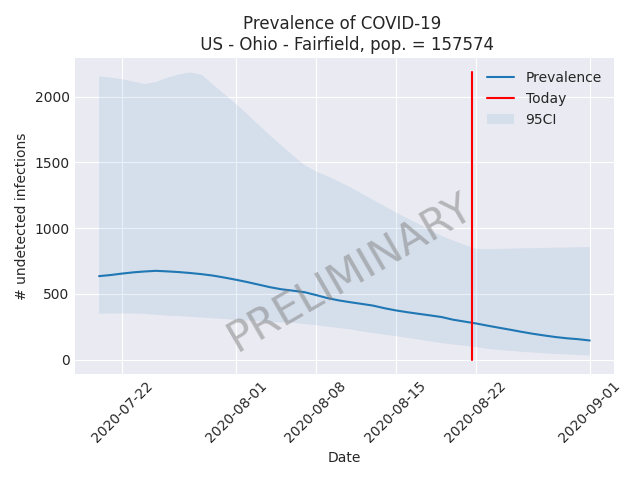 Prevalence of COVID-19
US - Ohio - Fairfield, pop. = 157574
Prevalence
Today
95CI
2000
1500
1000
500
0
# undetected infections
PRELIMINARY
2020-07-22
2020-08-01
2020-08-08
2020-08-15
2020-08-22
2020-09-01
Date